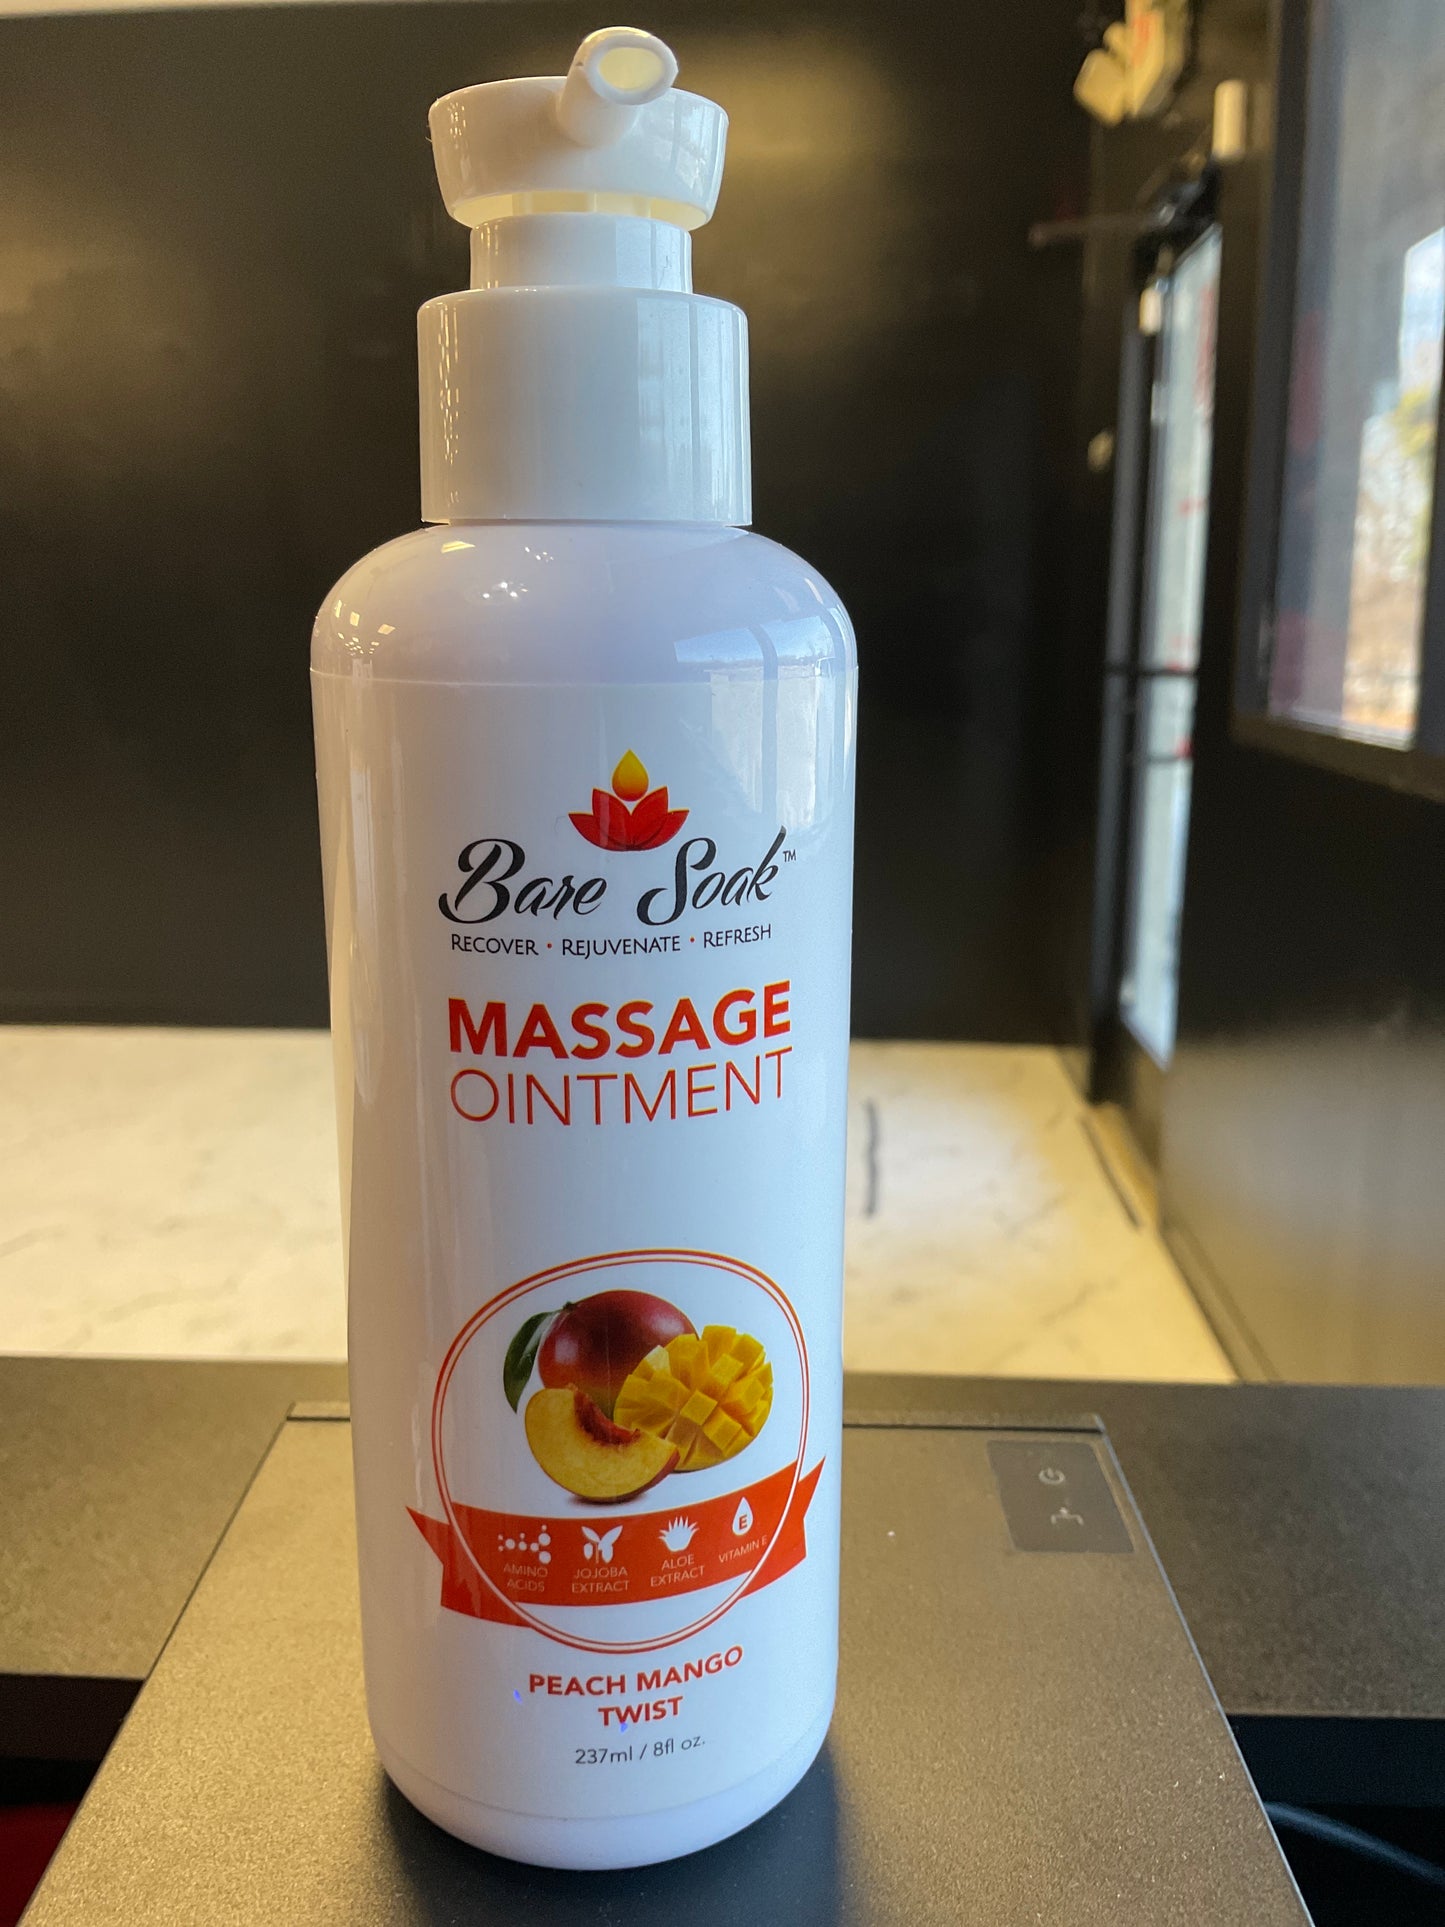 Bare Soak™
RECOVER • REJUVENATE • REFRESH
MASSAGE
OINTMENT
AMINO
ACIDS
JOJOBA
EXTRACT
ALOE
EXTRACT
E
VITAMIN E
PEACH MANGO
TWIST
237ml / 8fl oz.